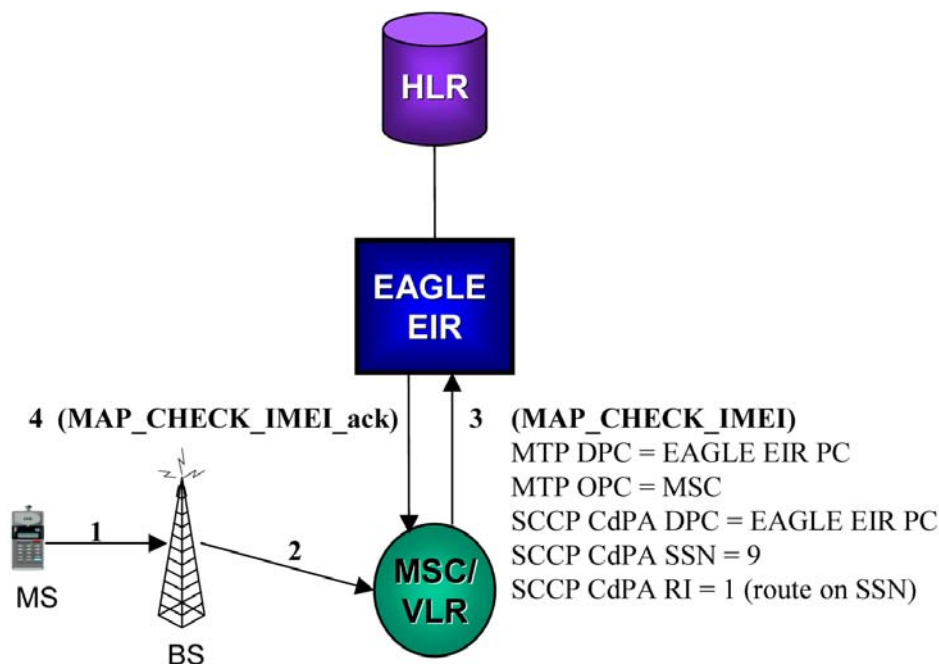 HLR
EAGLE
EIR
4 (MAP_CHECK_IMEI_ack)
3 (MAP_CHECK_IMEI)
MTP DPC = EAGLE EIR PC
MTP OPC = MSC
SCCP CdPA DPC = EAGLE EIR PC
SCCP CdPA SSN = 9
SCCP CdPA RI = 1 (route on SSN)
1
2
MS
BS
MSC/
VLR